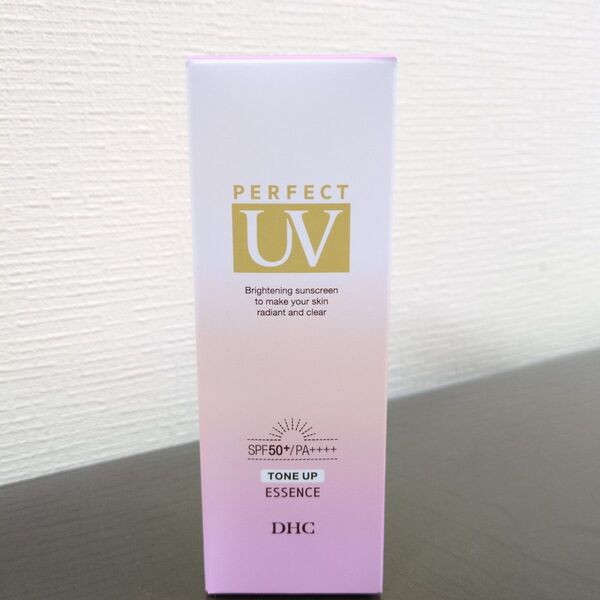 PERFECT
UV
Brightening sunscreen
to make your skin
radiant and clear
SPF50+/PA++++
TONE UP
ESSENCE
DHC